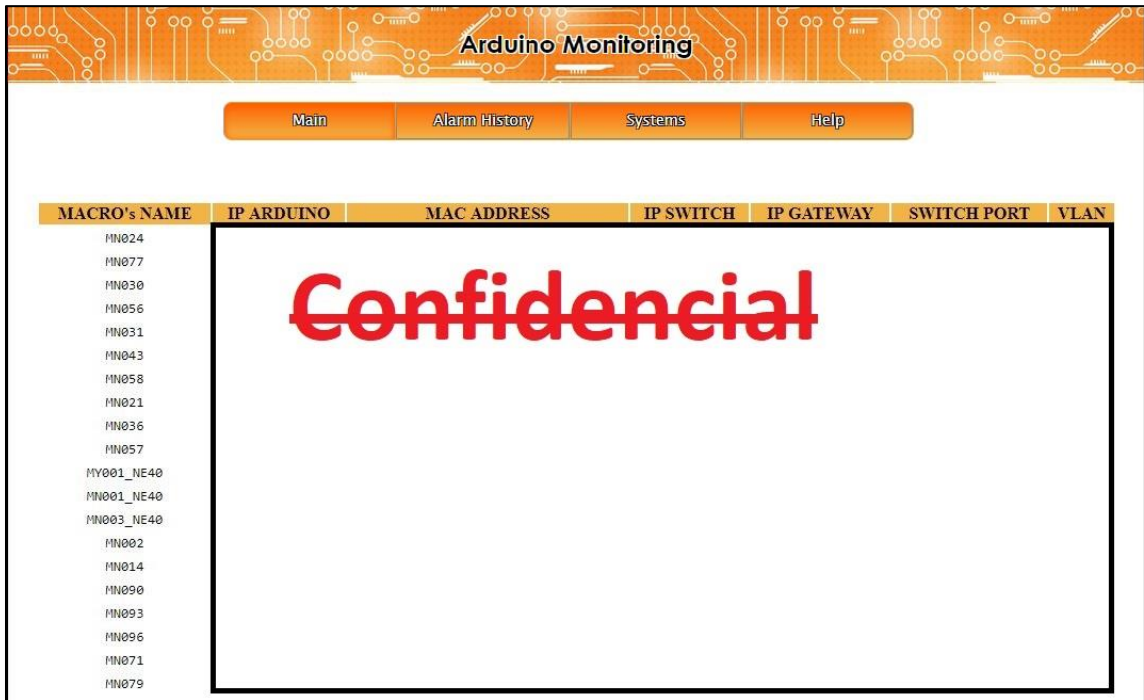 Arduino Monitoring
Main Alarm History Systems Help
MACRO's NAME IP ARDUINO MAC ADDRESS IP SWITCH IP GATEWAY SWITCH PORT VLAN
MN024
MN077
MN030
MN056
MN031
MN043
MN058
MN021
MN036
MN057
MY001_NE40
MN001_NE40
MN003_NE40
MN002
MN014
MN090
MN093
MN096
MN071
MN079
Confidencial